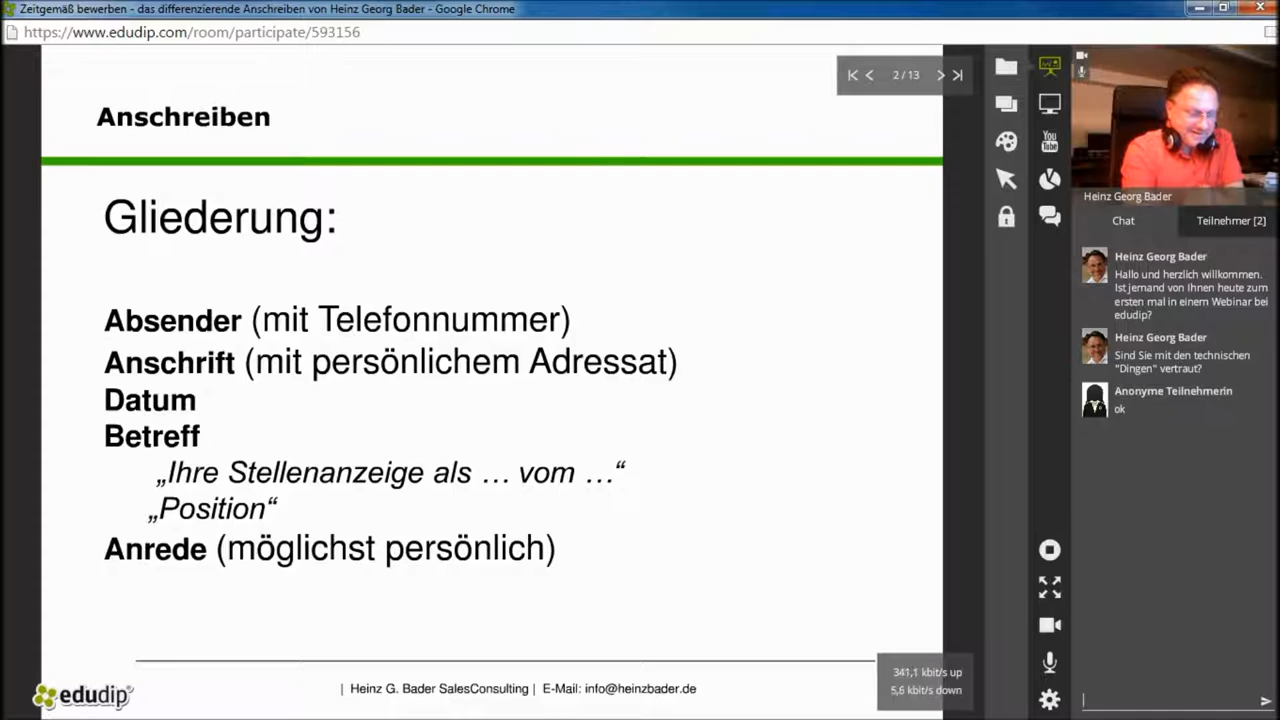 Zeitgemäß bewerben - das differenzierende Anschreiben von Heinz Georg Bader - Google Chrome
https://www.edudip.com/room/participate/593156
2 / 13
Anschreiben
Gliederung:
Absender (mit Telefonnummer)
Anschrift (mit persönlichem Adressat)
Datum
Betreff
„Ihre Stellenanzeige als … vom …“
„Position“
Anrede (möglichst persönlich)
edudip
| Heinz G. Bader SalesConsulting | E-Mail: info@heinzbader.de
341,1 kbit/s up
5,6 kbit/s down
You
Tube
Heinz Georg Bader
Chat
Teilnehmer [2]
Heinz Georg Bader
Hallo und herzlich willkommen.
Ist jemand von Ihnen heute zum
ersten mal in einem Webinar bei
edudip?
Heinz Georg Bader
Sind Sie mit den technischen
"Dingen" vertraut?
Anonyme Teilnehmerin
ok